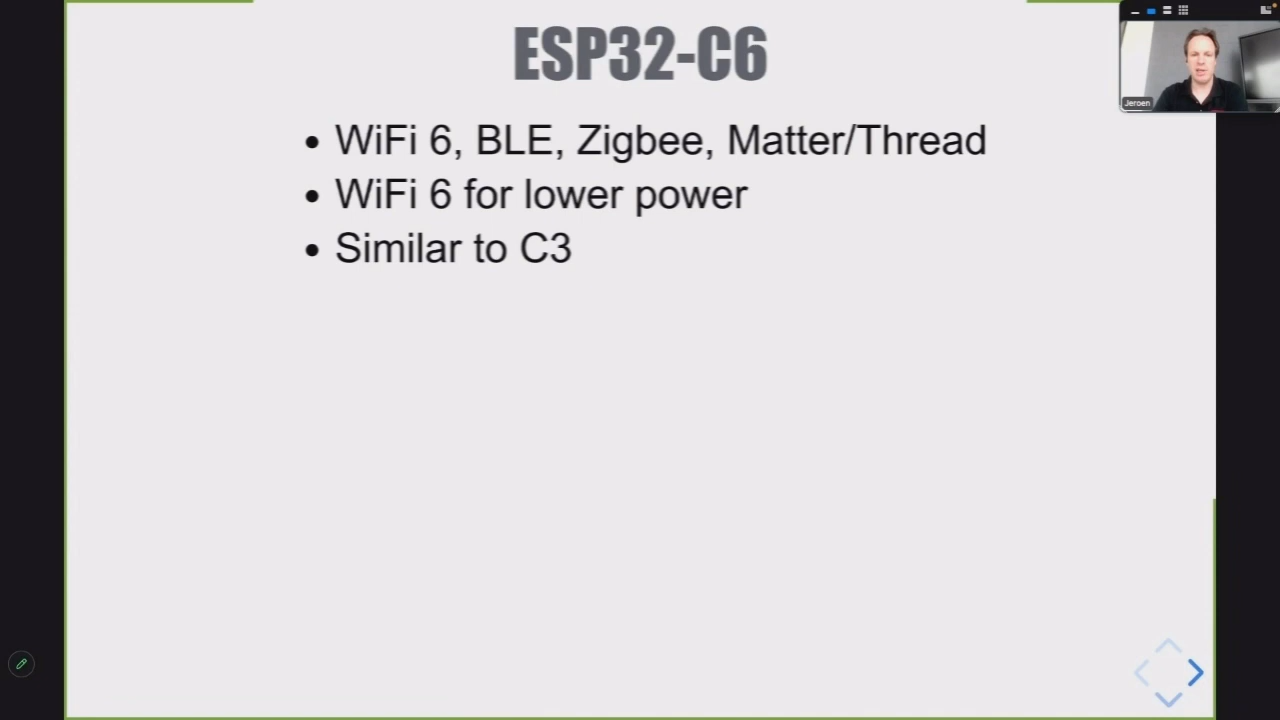 ESP32-C6
WiFi 6, BLE, Zigbee, Matter/Thread
WiFi 6 for lower power
Similar to C3
Jeroen